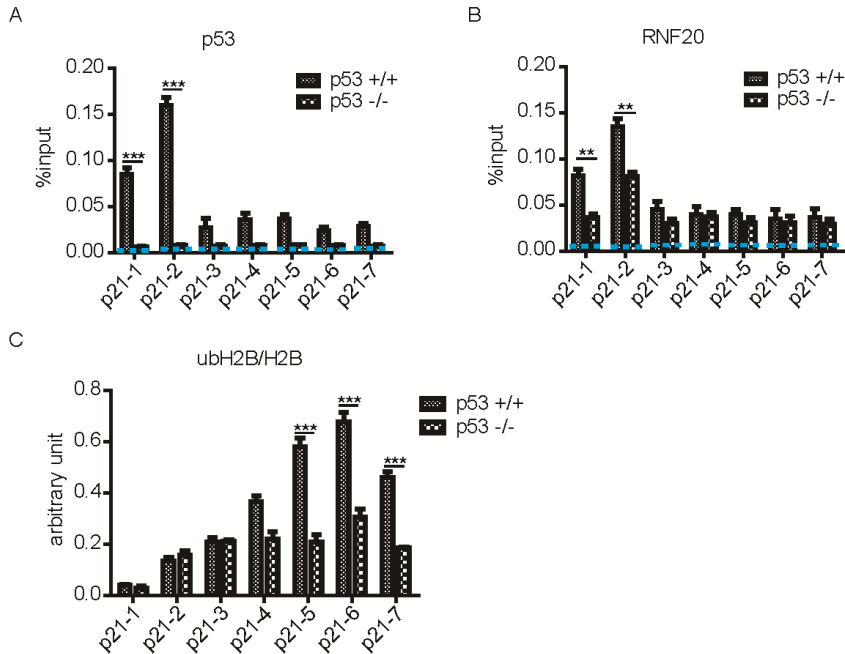 A
p53
%input
0.20
0.15
0.10
0.05
0.00
***
***
p53 +/+
p53 -/-
p21-1
p21-2
p21-3
p21-4
p21-5
p21-6
p21-7
B
RNF20
%input
0.20
0.15
0.10
0.05
0.00
**
**
p53 +/+
p53 -/-
p21-1
p21-2
p21-3
p21-4
p21-5
p21-6
p21-7
C
ubH2B/H2B
arbitrary unit
0.8
0.6
0.4
0.2
0.0
***
***
***
p53 +/+
p53 -/-
p21-1
p21-2
p21-3
p21-4
p21-5
p21-6
p21-7